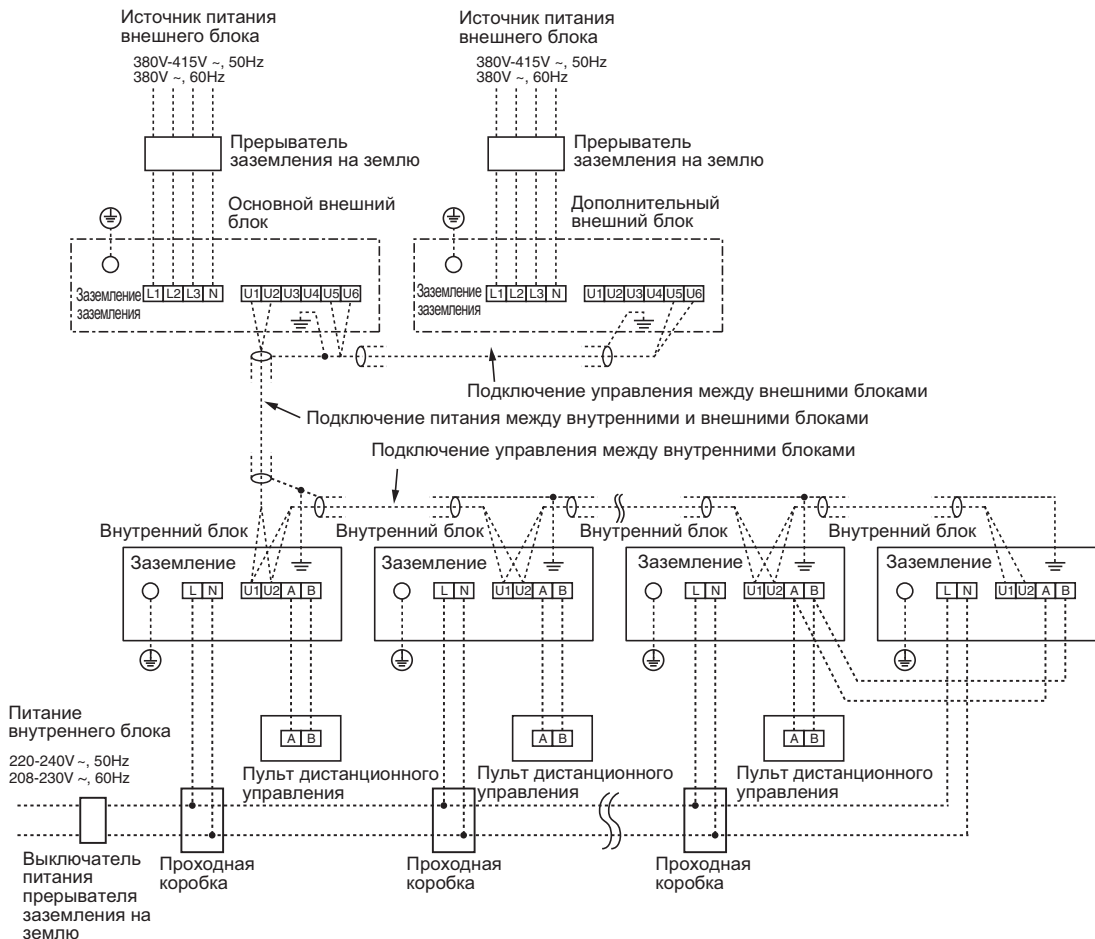 Источник питания
внешнего блока
380V-415V ~, 50Hz
380V ~, 60Hz
Источник питания
внешнего блока
380V-415V ~, 50Hz
380V ~, 60Hz
Прерыватель
заземления на землю
Прерыватель
заземления на землю
Основной внешний
блок
Дополнительный
внешний блок
Заземление
заземления
L1 L2 L3 N
U1 U2 U3 U4 U5 U6
Заземление
заземления
L1 L2 L3 N
U1 U2 U3 U4 U5 U6
Подключение управления между внешними блоками
Подключение питания между внутренними и внешними блоками
Подключение управления между внутренними блоками
Внутренний блок
Внутренний блок
Внутренний блок
Внутренний блок
Заземление
L N
U1 U2 A B
Заземление
L N
U1 U2 A B
Заземление
L N
U1 U2 A B
Заземление
L N
U1 U2 A B
Питание
внутреннего блока
220-240V ~, 50Hz
208-230V ~, 60Hz
A B
Пульт дистанционного
управления
A B
Пульт дистанционного
управления
A B
Пульт дистанционного
управления
Выключатель
питания
прерывателя
заземления на
землю
Проходная
коробка
Проходная
коробка
Проходная
коробка